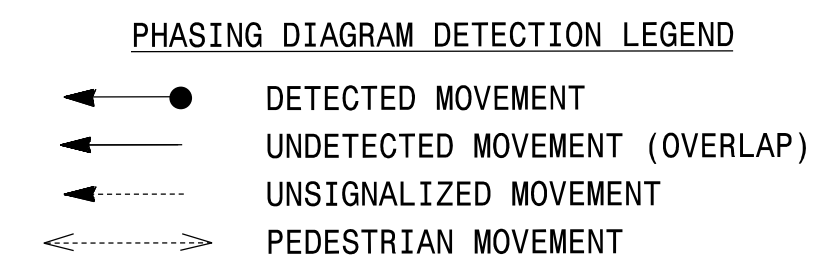 PHASING DIAGRAM DETECTION LEGEND
DETECTED MOVEMENT
UNDETECTED MOVEMENT (OVERLAP)
UNSIGNALIZED MOVEMENT
PEDESTRIAN MOVEMENT